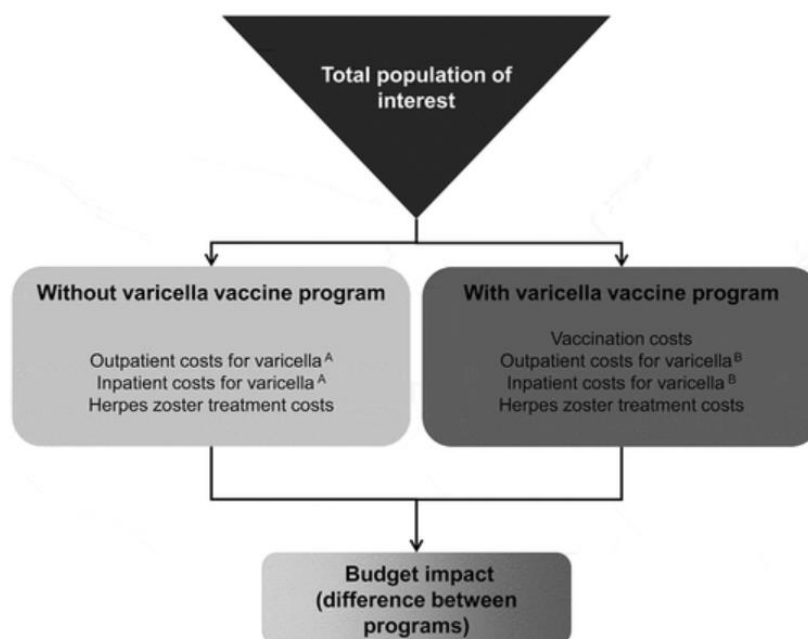 Total population of
interest
Without varicella vaccine program
Outpatient costs for varicella A
Inpatient costs for varicella A
Herpes zoster treatment costs
With varicella vaccine program
Vaccination costs
Outpatient costs for varicella B
Inpatient costs for varicella B
Herpes zoster treatment costs
Budget impact
(difference between
programs)